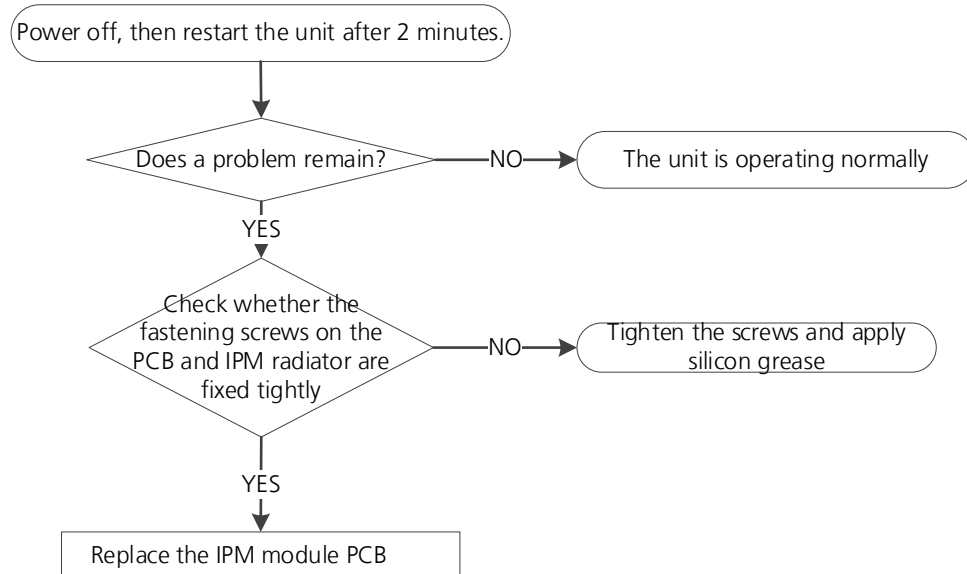 Power off, then restart the unit after 2 minutes.
Does a problem remain?
NO
The unit is operating normally
YES
Check whether the
fastening screws on the
PCB and IPM radiator are
fixed tightly
NO
Tighten the screws and apply
silicon grease
YES
Replace the IPM module PCB